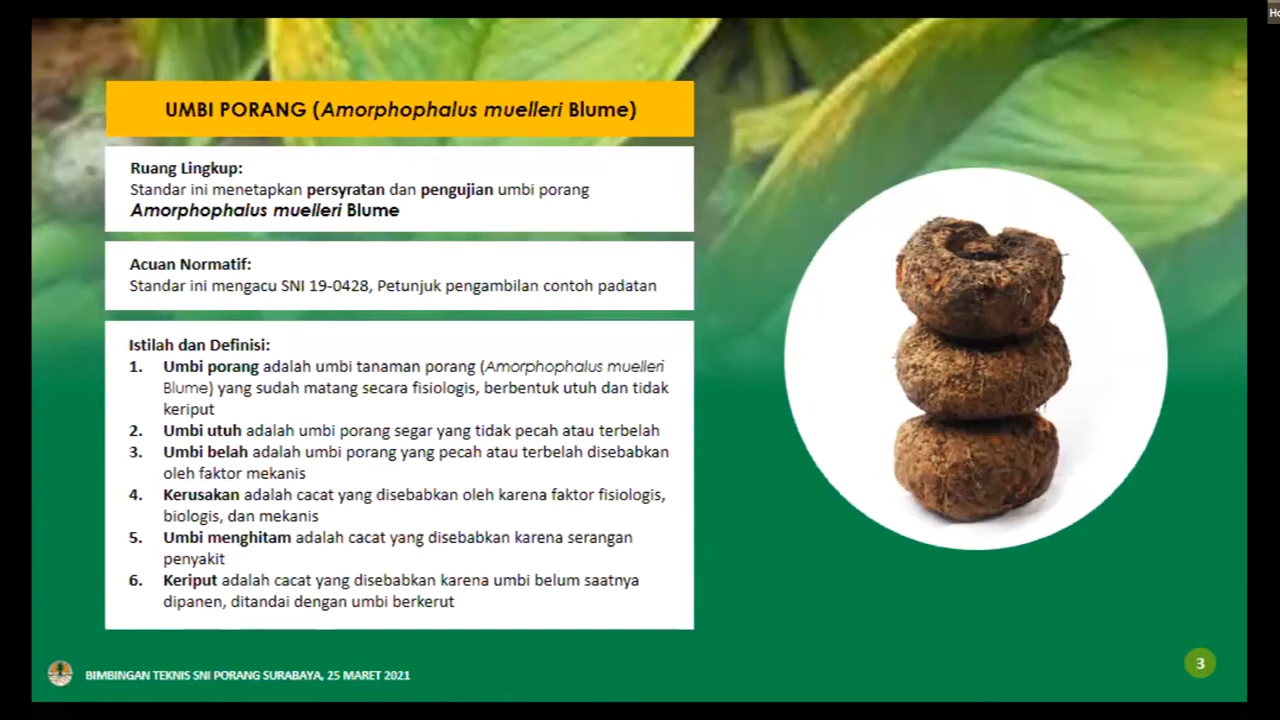 Ho
UMBI PORANG (Amorphophalus muelleri Blume)
Ruang Lingkup:
Standar ini menetapkan persyaratan dan pengujian umbi porang
Amorphophalus muelleri Blume
Acuan Normatif:
Standar ini mengacu SNI 19-0428, Petunjuk pengambilan contoh padatan
Istilah dan Definisi:
1. Umbi porang adalah umbi tanaman porang (Amorphophalus muelleri
Blume) yang sudah matang secara fisiologis, berbentuk utuh dan tidak
keriput
2. Umbi utuh adalah umbi porang segar yang tidak pecah atau terbelah
3. Umbi belah adalah umbi porang yang pecah atau terbelah disebabkan
oleh faktor mekanis
4. Kerusakan adalah cacat yang disebabkan oleh karena faktor fisiologis,
biologis, dan mekanis
5. Umbi menghitam adalah cacat yang disebabkan karena serangan
penyakit
6. Keriput adalah cacat yang disebabkan karena umbi belum saatnya
dipanen, ditandai dengan umbi berkerut
BIMBINGAN TEKNIS SNI PORANG SURABAYA, 25 MARET 2021
3